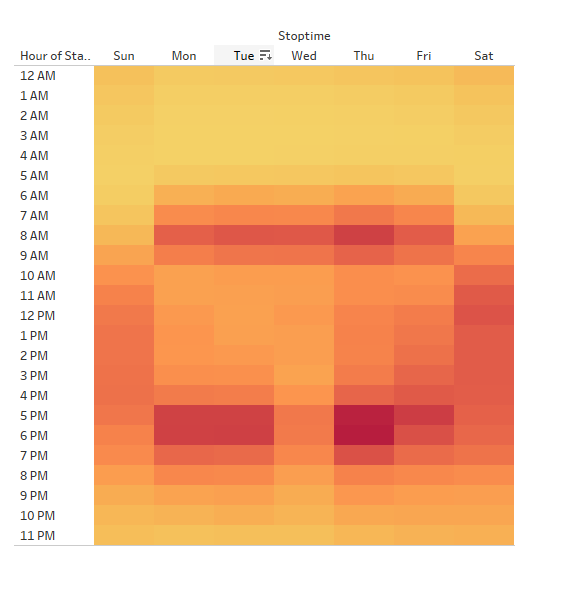 Stoptime
Hour of Sta.. Sun Mon Tue Wed Thu Fri Sat
12 AM
1 AM
2 AM
3 AM
4 AM
5 AM
6 AM
7 AM
8 AM
9 AM
10 AM
11 AM
12 PM
1 PM
2 PM
3 PM
4 PM
5 PM
6 PM
7 PM
8 PM
9 PM
10 PM
11 PM